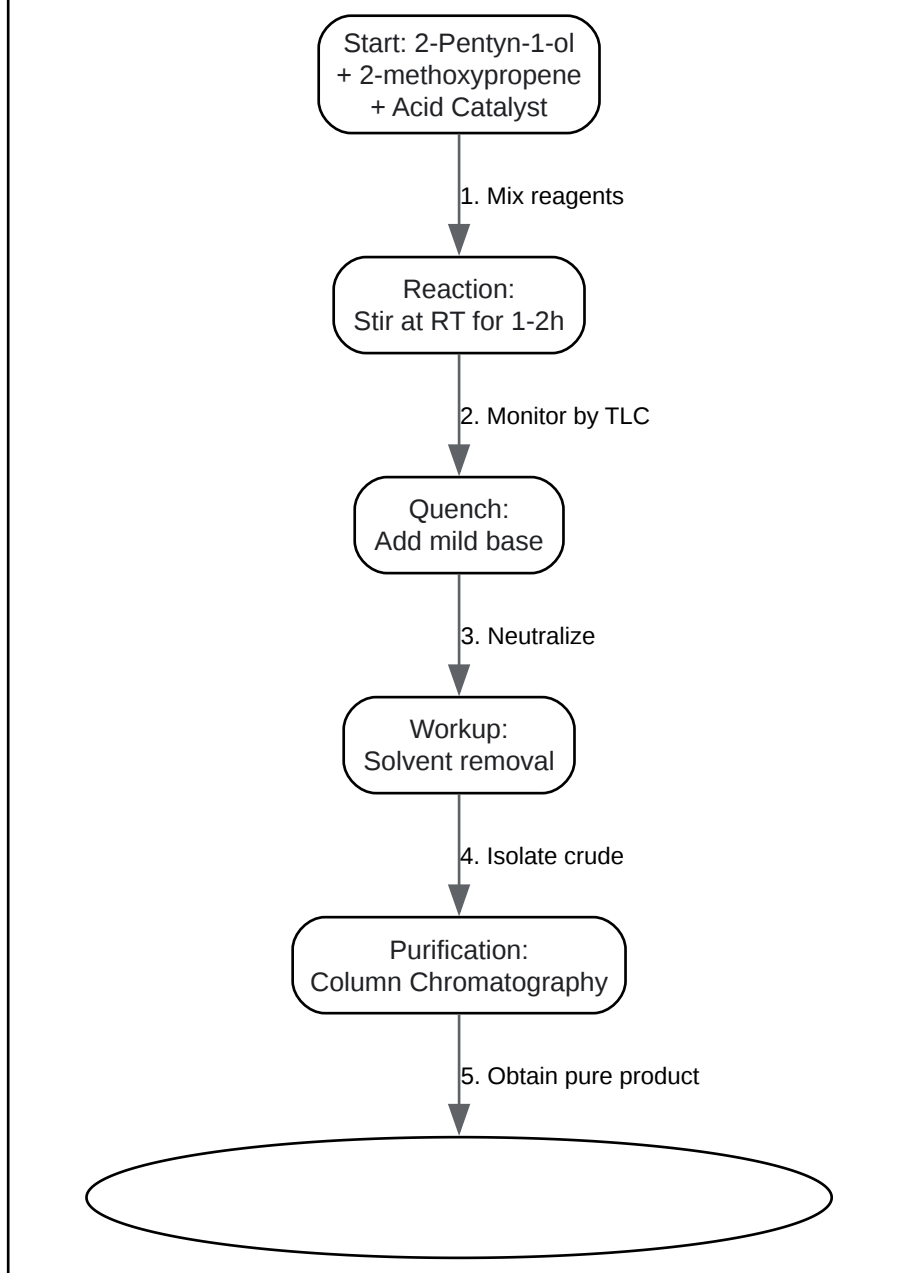 Start: 2-Pentyn-1-ol
+ 2-methoxypropene
+ Acid Catalyst
1. Mix reagents
Reaction:
Stir at RT for 1-2h
2. Monitor by TLC
Quench:
Add mild base
3. Neutralize
Workup:
Solvent removal
4. Isolate crude
Purification:
Column Chromatography
5. Obtain pure product